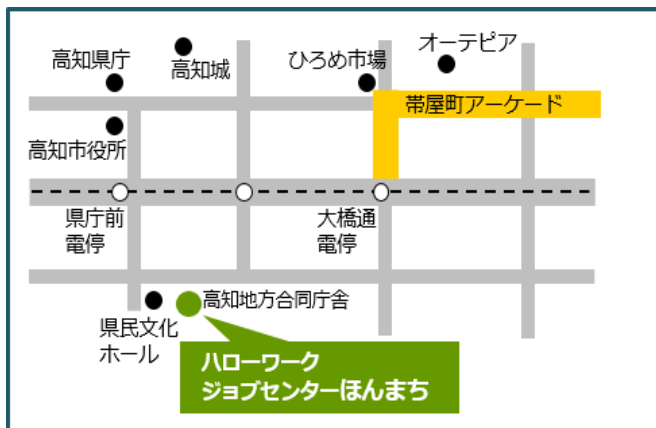 オーテピア
高知県庁
高知城
ひろめ市場
帯屋町アーケード
高知市役所
県庁前
電停
大橋通
電停
高知地方合同庁舎
県民文化
ホール
ハローワーク
ジョブセンターほんまち